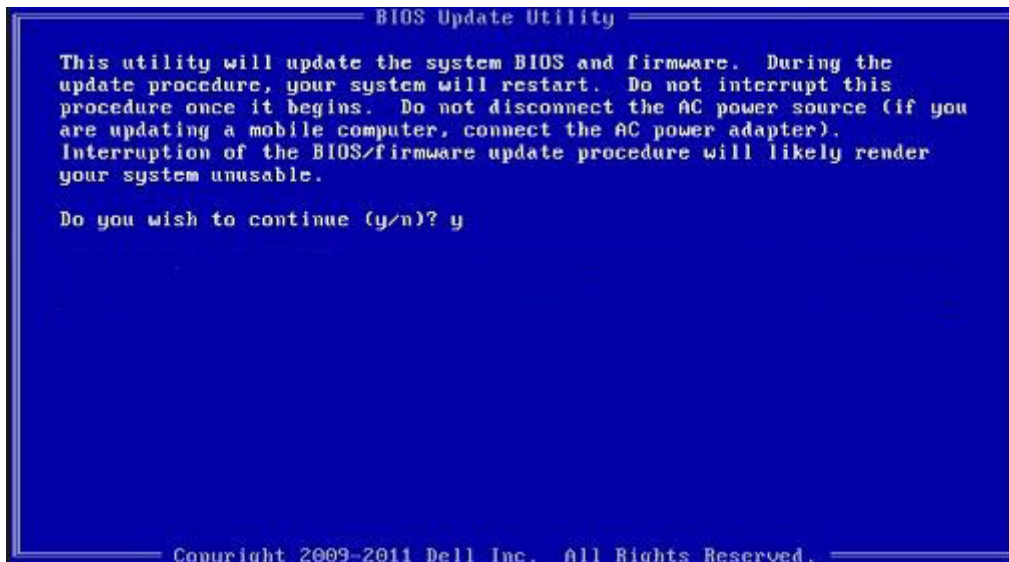 BIOS Update Utility
This utility will update the system BIOS and firmware.  During the
update procedure, your system will restart.  Do not interrupt this
procedure once it begins.  Do not disconnect the AC power source (if you
are updating a mobile computer, connect the AC power adapter).
Interruption of the BIOS/firmware update procedure will likely render
your system unusable.
Do you wish to continue (y/n)? y
Copyright 2009-2011 Dell Inc.  All Rights Reserved.